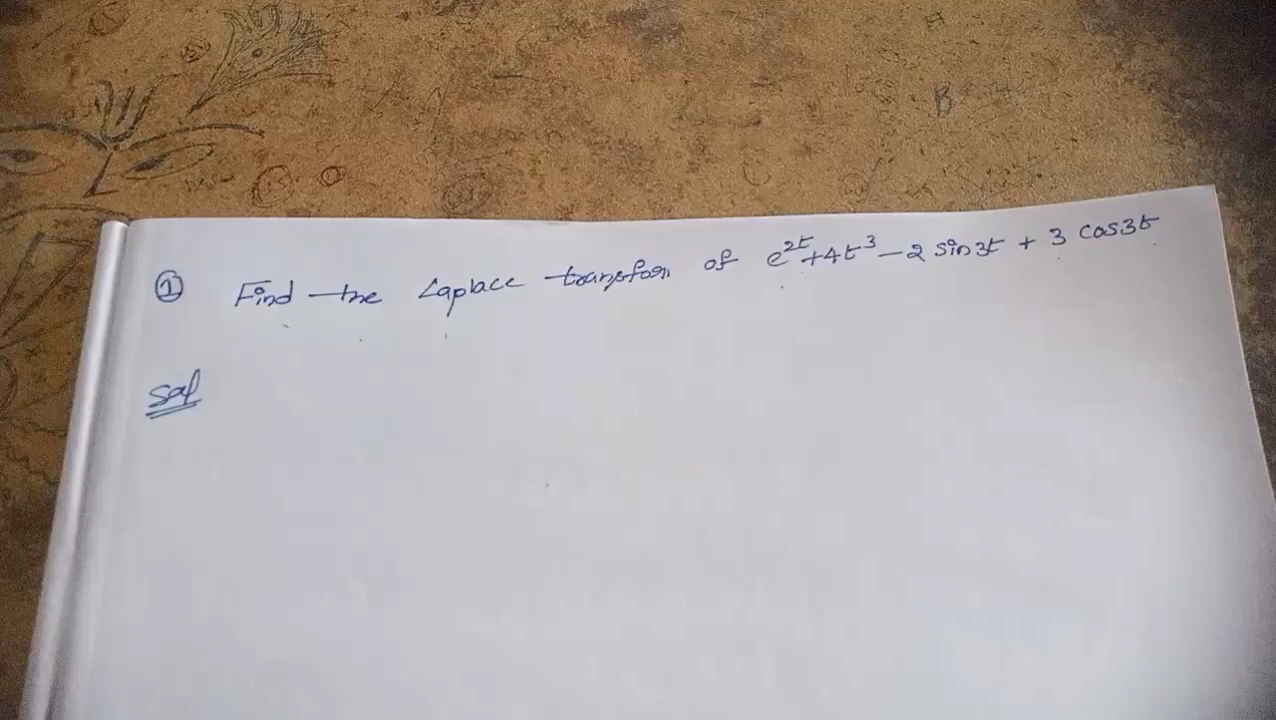 ① Find the Laplace transform of e^{2t}+4t^3-2 sin3t + 3 cos3t
Sol